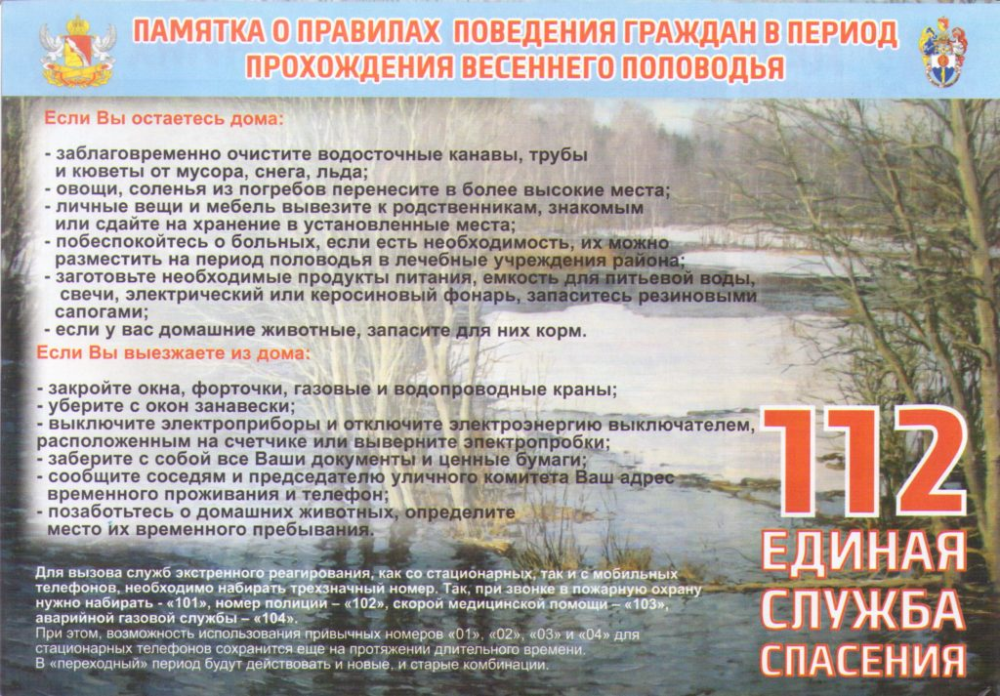 ПАМЯТКА О ПРАВИЛАХ ПОВЕДЕНИЯ ГРАЖДАН В ПЕРИОД
ПРОХОЖДЕНИЯ ВЕСЕННЕГО ПОЛОВОДЬЯ
Если Вы остаетесь дома:
- заблаговременно очистите водосточные канавы, трубы
и кюветы от мусора, снега, льда;
- овощи, соленья из погребов перенесите в более высокие места;
- личные вещи и мебель вывезите к родственникам, знакомым
или сдайте на хранение в установленные места;
- побеспокойтесь о больных, если есть необходимость, их можно
разместить на период половодья в лечебные учреждения района;
- заготовьте необходимые продукты питания, емкость для питьевой воды,
свечи, электрический или керосиновый фонарь, запаситесь резиновыми
сапогами;
- если у вас домашние животные, запасите для них корм.
Если Вы выезжаете из дома:
- закройте окна, форточки, газовые и водопроводные краны;
- уберите с окон занавески;
- выключите электроприборы и отключите электроэнергию выключателем,
расположенным на счетчике или выверните эпектропробки;
- заберите с собой все Ваши документы и ценные бумаги;
- сообщите соседям и председателю уличного комитета Ваш адрес
временного проживания и телефон;
- позаботьтесь о домашних животных, определите
место их временного пребывания.
Для вызова служб экстренного реагирования, как со стационарных, так и с мобильных
телефонов, необходимо набирать трехзначный номер. Так, при звонке в пожарную охрану
нужно набирать - «101», номер полиции – «102», скорой медицинской помощи – «103»,
аварийной газовой службы – «104».
При этом, возможность использования привычных номеров «01», «02», «03» и «04» для
стационарных телефонов сохранится еще на протяжении длительного времени.
В «переходный» период будут действовать и новые, и старые комбинации.
112
ЕДИНАЯ
СЛУЖБА
СПАСЕНИЯ